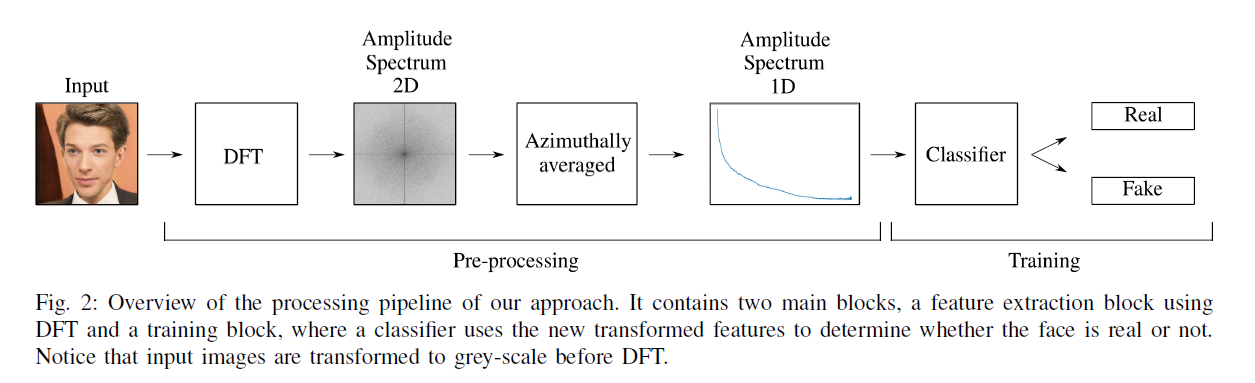 Input
DFT
Amplitude
Spectrum
2D
Azimuthally
averaged
Amplitude
Spectrum
1D
Classifier
Real
Fake
Pre-processing
Training
Fig. 2: Overview of the processing pipeline of our approach. It contains two main blocks, a feature extraction block using
DFT and a training block, where a classifier uses the new transformed features to determine whether the face is real or not.
Notice that input images are transformed to grey-scale before DFT.